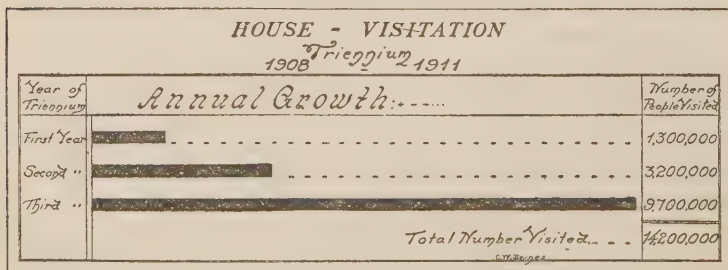 HOUSE - VISITATION
Triennium
1908 1911
Year of Triennium Annual Growth:- Number of People Visited
First Year 1,300,000
Second " 3,200,000
Third " 9,700,000
Total Number Visited 14,200,000
C.W. Baines